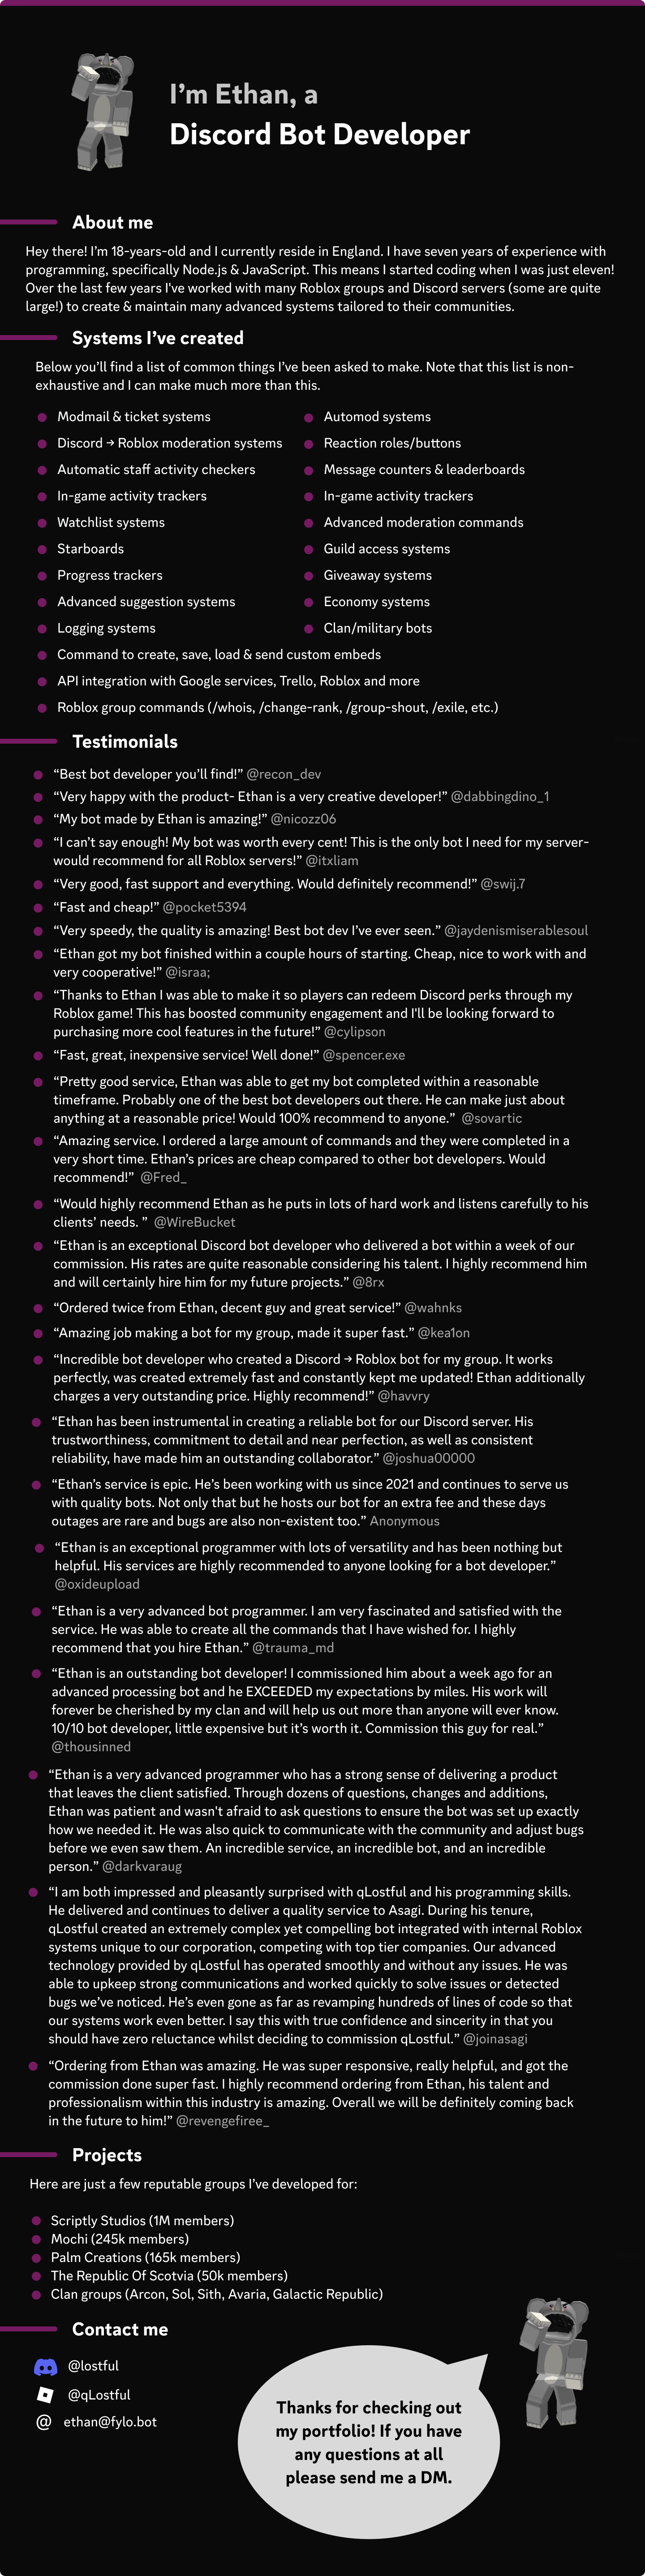 I’m Ethan, a
Discord Bot Developer
About me
Hey there! I’m 18-years-old and I currently reside in England. I have seven years of experience with
programming, specifically Node.js & JavaScript. This means I started coding when I was just eleven!
Over the last few years I've worked with many Roblox groups and Discord servers (some are quite
large!) to create & maintain many advanced systems tailored to their communities.
Systems I’ve created
Below you’ll find a list of common things I’ve been asked to make. Note that this list is non-
exhaustive and I can make much more than this.
Modmail & ticket systems
Automod systems
Discord → Roblox moderation systems
Reaction roles/buttons
Automatic staff activity checkers
Message counters & leaderboards
In-game activity trackers
In-game activity trackers
Watchlist systems
Advanced moderation commands
Starboards
Guild access systems
Progress trackers
Giveaway systems
Advanced suggestion systems
Economy systems
Logging systems
Clan/military bots
Command to create, save, load & send custom embeds
API integration with Google services, Trello, Roblox and more
Roblox group commands (/whois, /change-rank, /group-shout, /exile, etc.)
Testimonials
“Best bot developer you’ll find!” @recon_dev
“Very happy with the product- Ethan is a very creative developer!” @dabbingdino_1
“My bot made by Ethan is amazing!” @nicozz06
“I can’t say enough! My bot was worth every cent! This is the only bot I need for my server-
would recommend for all Roblox servers!” @itxliam
“Very good, fast support and everything. Would definitely recommend!” @swij.7
“Fast and cheap!” @pocket5394
“Very speedy, the quality is amazing! Best bot dev I’ve ever seen.” @jaydenismiserablesoul
“Ethan got my bot finished within a couple hours of starting. Cheap, nice to work with and
very cooperative!” @israa;
“Thanks to Ethan I was able to make it so players can redeem Discord perks through my
Roblox game! This has boosted community engagement and I'll be looking forward to
purchasing more cool features in the future!” @cylipson
“Fast, great, inexpensive service! Well done!” @spencer.exe
“Pretty good service, Ethan was able to get my bot completed within a reasonable
timeframe. Probably one of the best bot developers out there. He can make just about
anything at a reasonable price! Would 100% recommend to anyone.” @sovartic
“Amazing service. I ordered a large amount of commands and they were completed in a
very short time. Ethan’s prices are cheap compared to other bot developers. Would
recommend!” @Fred_
“Would highly recommend Ethan as he puts in lots of hard work and listens carefully to his
clients’ needs. ” @WireBucket
“Ethan is an exceptional Discord bot developer who delivered a bot within a week of our
commission. His rates are quite reasonable considering his talent. I highly recommend him
and will certainly hire him for my future projects.” @8rx
“Ordered twice from Ethan, decent guy and great service!” @wahnks
“Amazing job making a bot for my group, made it super fast.” @kea1on
“Incredible bot developer who created a Discord → Roblox bot for my group. It works
perfectly, was created extremely fast and constantly kept me updated! Ethan additionally
charges a very outstanding price. Highly recommend!” @havvry
“Ethan has been instrumental in creating a reliable bot for our Discord server. His
trustworthiness, commitment to detail and near perfection, as well as consistent
reliability, have made him an outstanding collaborator.” @joshua00000
“Ethan’s service is epic. He’s been working with us since 2021 and continues to serve us
with quality bots. Not only that but he hosts our bot for an extra fee and these days
outages are rare and bugs are also non-existent too.” Anonymous
“Ethan is an exceptional programmer with lots of versatility and has been nothing but
helpful. His services are highly recommended to anyone looking for a bot developer.”
@oxideupload
“Ethan is a very advanced bot programmer. I am very fascinated and satisfied with the
service. He was able to create all the commands that I have wished for. I highly
recommend that you hire Ethan.” @trauma_md
“Ethan is an outstanding bot developer! I commissioned him about a week ago for an
advanced processing bot and he EXCEEDED my expectations by miles. His work will
forever be cherished by my clan and will help us out more than anyone will ever know.
10/10 bot developer, little expensive but it’s worth it. Commission this guy for real.”
@thousinned
“Ethan is a very advanced programmer who has a strong sense of delivering a product
that leaves the client satisfied. Through dozens of questions, changes and additions,
Ethan was patient and wasn't afraid to ask questions to ensure the bot was set up exactly
how we needed it. He was also quick to communicate with the community and adjust bugs
before we even saw them. An incredible service, an incredible bot, and an incredible
person.” @darkvaraug
“I am both impressed and pleasantly surprised with qLostful and his programming skills.
He delivered and continues to deliver a quality service to Asagi. During his tenure,
qLostful created an extremely complex yet compelling bot integrated with internal Roblox
systems unique to our corporation, competing with top tier companies. Our advanced
technology provided by qLostful has operated smoothly and without any issues. He was
able to upkeep strong communications and worked quickly to solve issues or detected
bugs we’ve noticed. He’s even gone as far as revamping hundreds of lines of code so that
our systems work even better. I say this with true confidence and sincerity in that you
should have zero reluctance whilst deciding to commission qLostful.” @joinasagi
“Ordering from Ethan was amazing. He was super responsive, really helpful, and got the
commission done super fast. I highly recommend ordering from Ethan, his talent and
professionalism within this industry is amazing. Overall we will be definitely coming back
in the future to him!” @revengefiree_
Projects
Here are just a few reputable groups I’ve developed for:
Scriptly Studios (1M members)
Mochi (245k members)
Palm Creations (165k members)
The Republic Of Scotvia (50k members)
Clan groups (Arcon, Sol, Sith, Avaria, Galactic Republic)
Contact me
@lostful
@qLostful
@ ethan@fylo.bot
Thanks for checking out
my portfolio! If you have
any questions at all
please send me a DM.